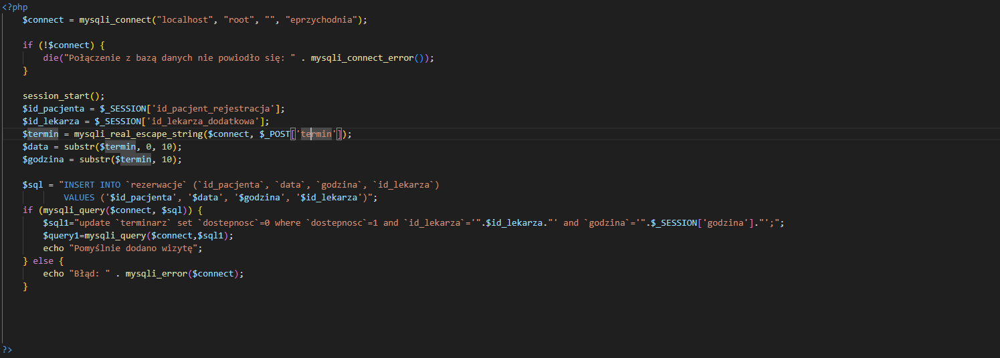 <?php
$connect = mysqli_connect("localhost", "root", "", "eprzychodnia");
if (!$connect) {
die("Połączenie z bazą danych nie powiodło się: " . mysqli_connect_error());
}
session_start();
$id_pacjenta = $_SESSION['id_pacjent_rejestracja'];
$id_lekarza = $_SESSION['id_lekarza_dodatkowa'];
$termin = mysqli_real_escape_string($connect, $_POST['termin']);
$data = substr($termin, 0, 10);
$godzina = substr($termin, 10);
$sql = "INSERT INTO `rezerwacje` (`id_pacjenta`, `data`, `godzina`, `id_lekarza`)
VALUES ('$id_pacjenta', '$data', '$godzina', '$id_lekarza')";
if (mysqli_query($connect, $sql)) {
$sql1="update `terminarz` set `dostepnosc`=0 where `dostepnosc`=1 and `id_lekarza`='".$id_lekarza."' and `godzina`='".$_SESSION['godzina']."';";
$query1=mysqli_query($connect,$sql1);
echo "Pomyślnie dodano wizytę";
} else {
echo "Błąd: " . mysqli_error($connect);
}
?>